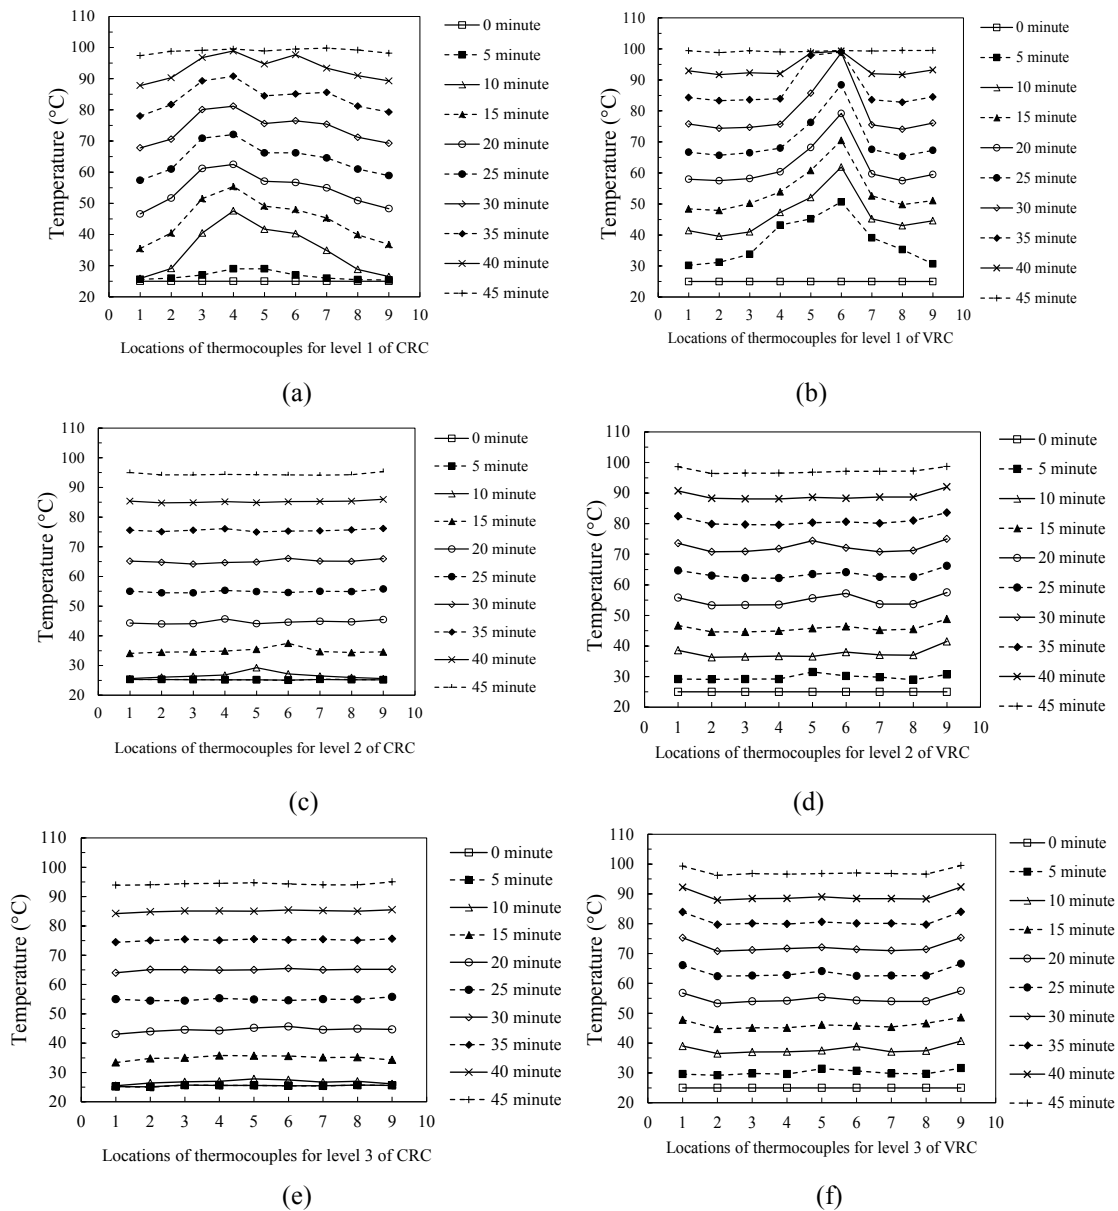 110
100
90
80
70
60
50
40
30
20
Temperature (°C)
0 1 2 3 4 5 6 7 8 9 10
Locations of thermocouples for level 1 of CRC
0 minute
5 minute
10 minute
15 minute
20 minute
25 minute
30 minute
35 minute
40 minute
45 minute
(a)
110
100
90
80
70
60
50
40
30
20
Temperature (°C)
0 1 2 3 4 5 6 7 8 9 10
Locations of thermocouples for level 1 of VRC
0 minute
5 minute
10 minute
15 minute
20 minute
25 minute
30 minute
35 minute
40 minute
45 minute
(b)
110
100
90
80
70
60
50
40
30
20
Temperature (°C)
0 1 2 3 4 5 6 7 8 9 10
Locations of thermocouples for level 2 of CRC
0 minute
5 minute
10 minute
15 minute
20 minute
25 minute
30 minute
35 minute
40 minute
45 minute
(c)
110
100
90
80
70
60
50
40
30
20
Temperature (°C)
0 1 2 3 4 5 6 7 8 9 10
Locations of thermocouples for level 2 of VRC
0 minute
5 minute
10 minute
15 minute
20 minute
25 minute
30 minute
35 minute
40 minute
45 minute
(d)
110
100
90
80
70
60
50
40
30
20
Temperature (°C)
0 1 2 3 4 5 6 7 8 9 10
Locations of thermocouples for level 3 of CRC
0 minute
5 minute
10 minute
15 minute
20 minute
25 minute
30 minute
35 minute
40 minute
45 minute
(e)
110
100
90
80
70
60
50
40
30
20
Temperature (°C)
0 1 2 3 4 5 6 7 8 9 10
Locations of thermocouples for level 3 of VRC
0 minute
5 minute
10 minute
15 minute
20 minute
25 minute
30 minute
35 minute
40 minute
45 minute
(f)